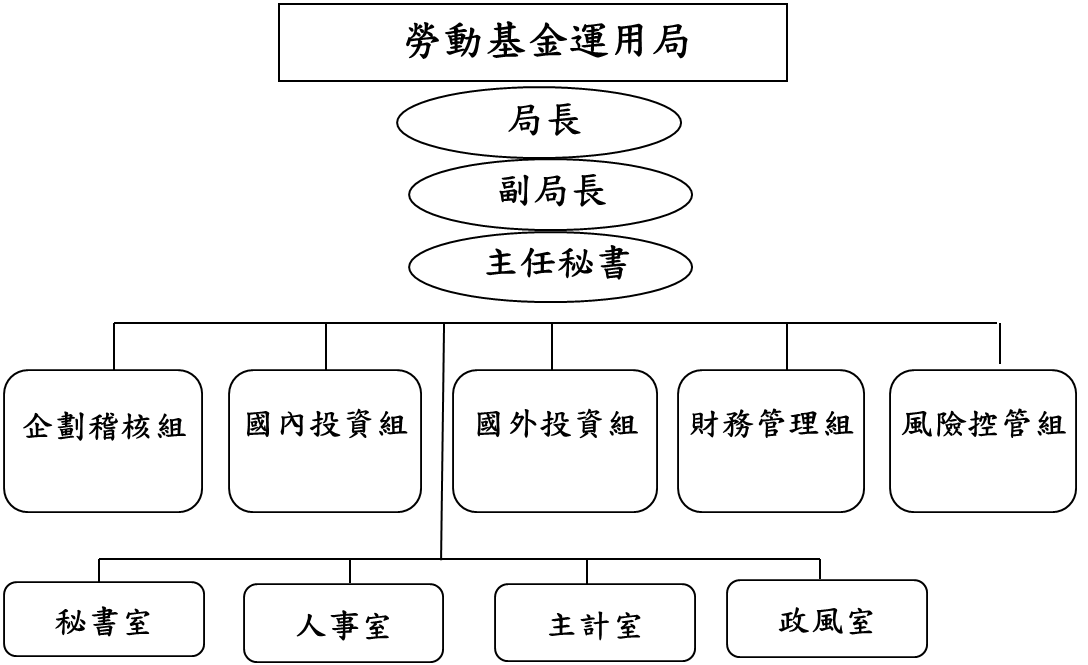 勞動基金運用局
局長
副局長
主任秘書
企劃稽核組
國內投資組
國外投資組
財務管理組
風險控管組
秘書室
人事室
主計室
政風室